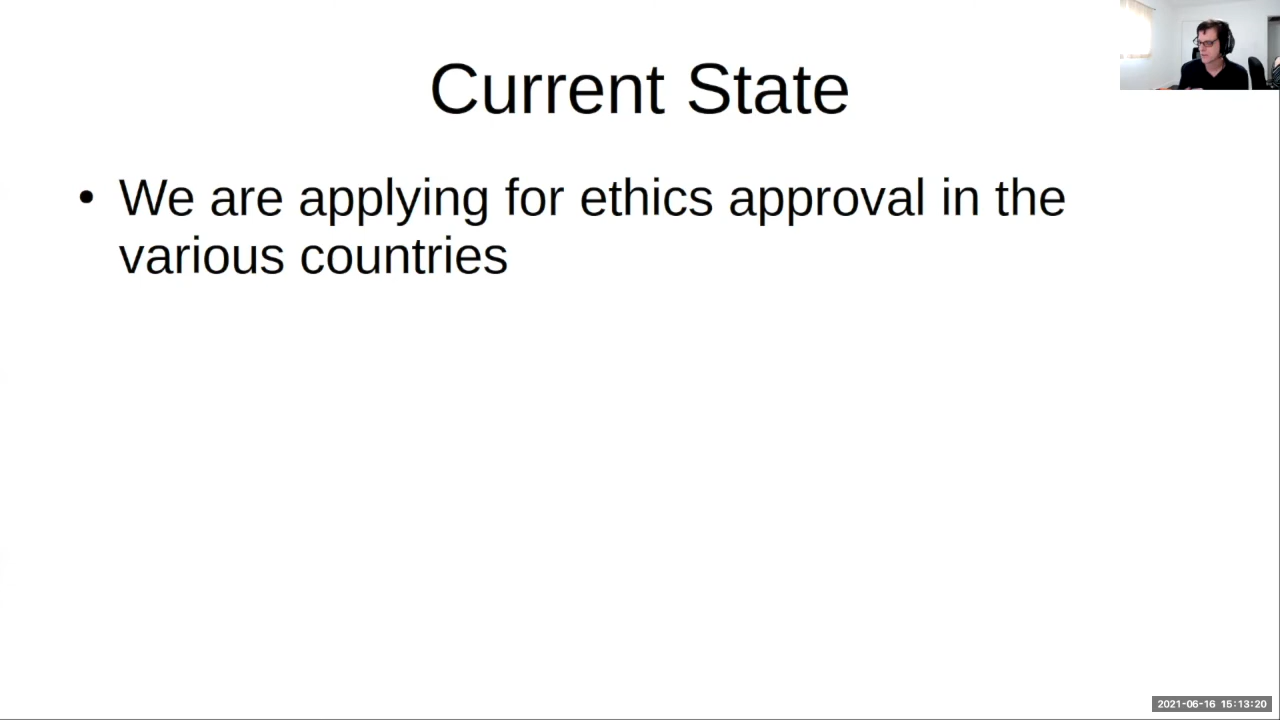 Current State
• We are applying for ethics approval in the
various countries
2021-06-16 15:13:20